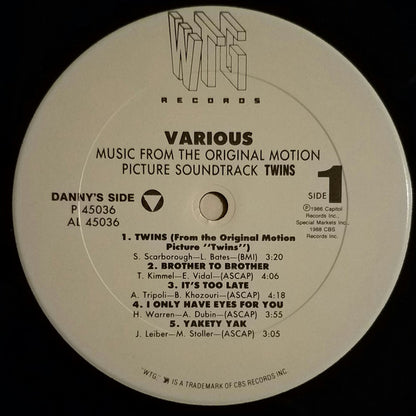 WTG
RECORDS
VARIOUS
MUSIC FROM THE ORIGINAL MOTION
PICTURE SOUNDTRACK TWINS
DANNY'S SIDE
P 45036
AL 45036
SIDE 1
℗ 1986 Capitol
Records Inc.,
Special Markets Inc.,
1988 CBS
Records Inc.
1. TWINS (From the Original Motion
Picture "Twins")
S. Scarborough—L. Bates—(BMI) 3:20
2. BROTHER TO BROTHER
T. Kimmel—E. Vidal—(ASCAP) 4:06
3. IT'S TOO LATE
A. Tripoli—B. Khozouri—(ASCAP) 4:18
4. I ONLY HAVE EYES FOR YOU
H. Warren—A. Dubin—(ASCAP) 3:55
5. YAKETY YAK
J. Leiber—M. Stoller—(ASCAP) 3:05
"WTG," IS A TRADEMARK OF CBS RECORDS INC.